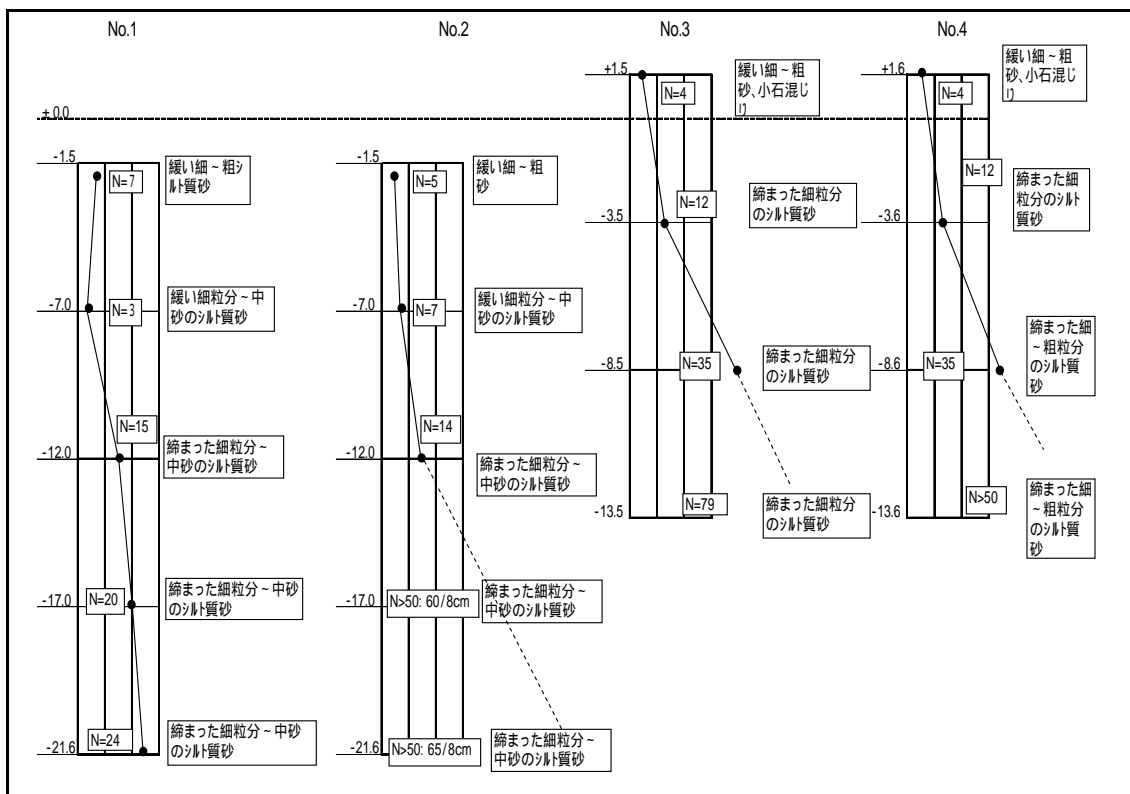 No.1
No.2
No.3
No.4
±0.0
-1.5
N=7
緩い細~粗シ
ルト質砂
-7.0
N=3
緩い細粒分~中
砂のシルト質砂
N=15
-12.0
締まった細粒分~
中砂のシルト質砂
-17.0
N=20
締まった細粒分~中砂
のシルト質砂
-21.6
N=24
締まった細粒分~中砂
のシルト質砂
-1.5
N=5
緩い細~粗
砂
-7.0
N=7
緩い細粒分~中
砂のシルト質砂
N=14
-12.0
締まった細粒分~
中砂のシルト質砂
-17.0
N>50: 60/8cm
締まった細粒分~
中砂のシルト質砂
-21.6
N>50: 65/8cm
締まった細粒分~
中砂のシルト質砂
+1.5
N=4
緩い細~粗
砂、小石混じ
り
N=12
-3.5
締まった細粒分
のシルト質砂
-8.5
N=35
締まった細粒分
のシルト質砂
N=79
-13.5
締まった細粒分
のシルト質砂
+1.6
N=4
緩い細~粗
砂、小石混じ
り
N=12
-3.6
締まった細
粒分のシルト
質砂
-8.6
N=35
締まった細
~粗粒分
のシルト質
砂
N>50
-13.6
締まった細
~粗粒分
のシルト質
砂